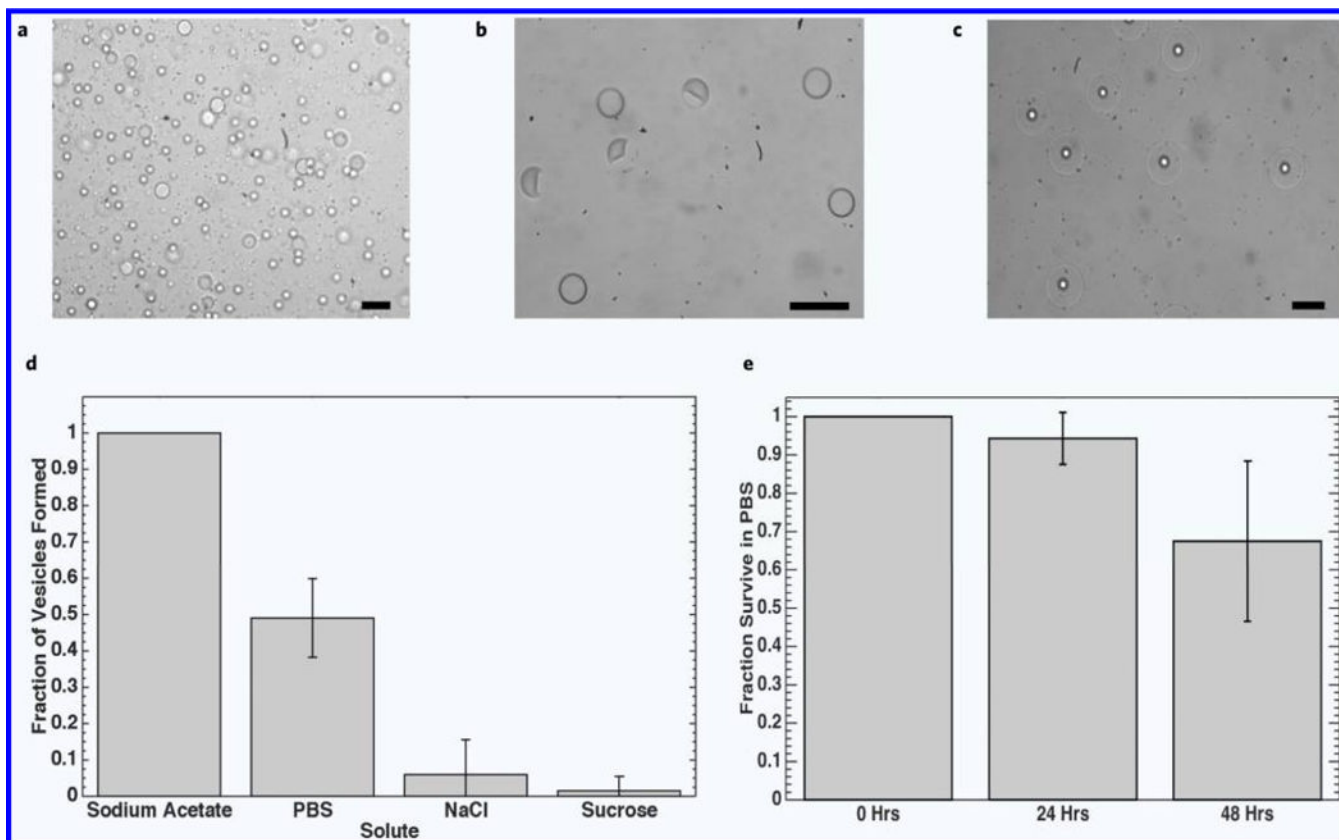 a
b
c
d
Fraction of Vesicles Formed
1
0.9
0.8
0.7
0.6
0.5
0.4
0.3
0.2
0.1
0
Sodium Acetate PBS NaCl Sucrose
Solute
e
Fraction Survive in PBS
1
0.9
0.8
0.7
0.6
0.5
0.4
0.3
0.2
0.1
0
0 Hrs 24 Hrs 48 Hrs